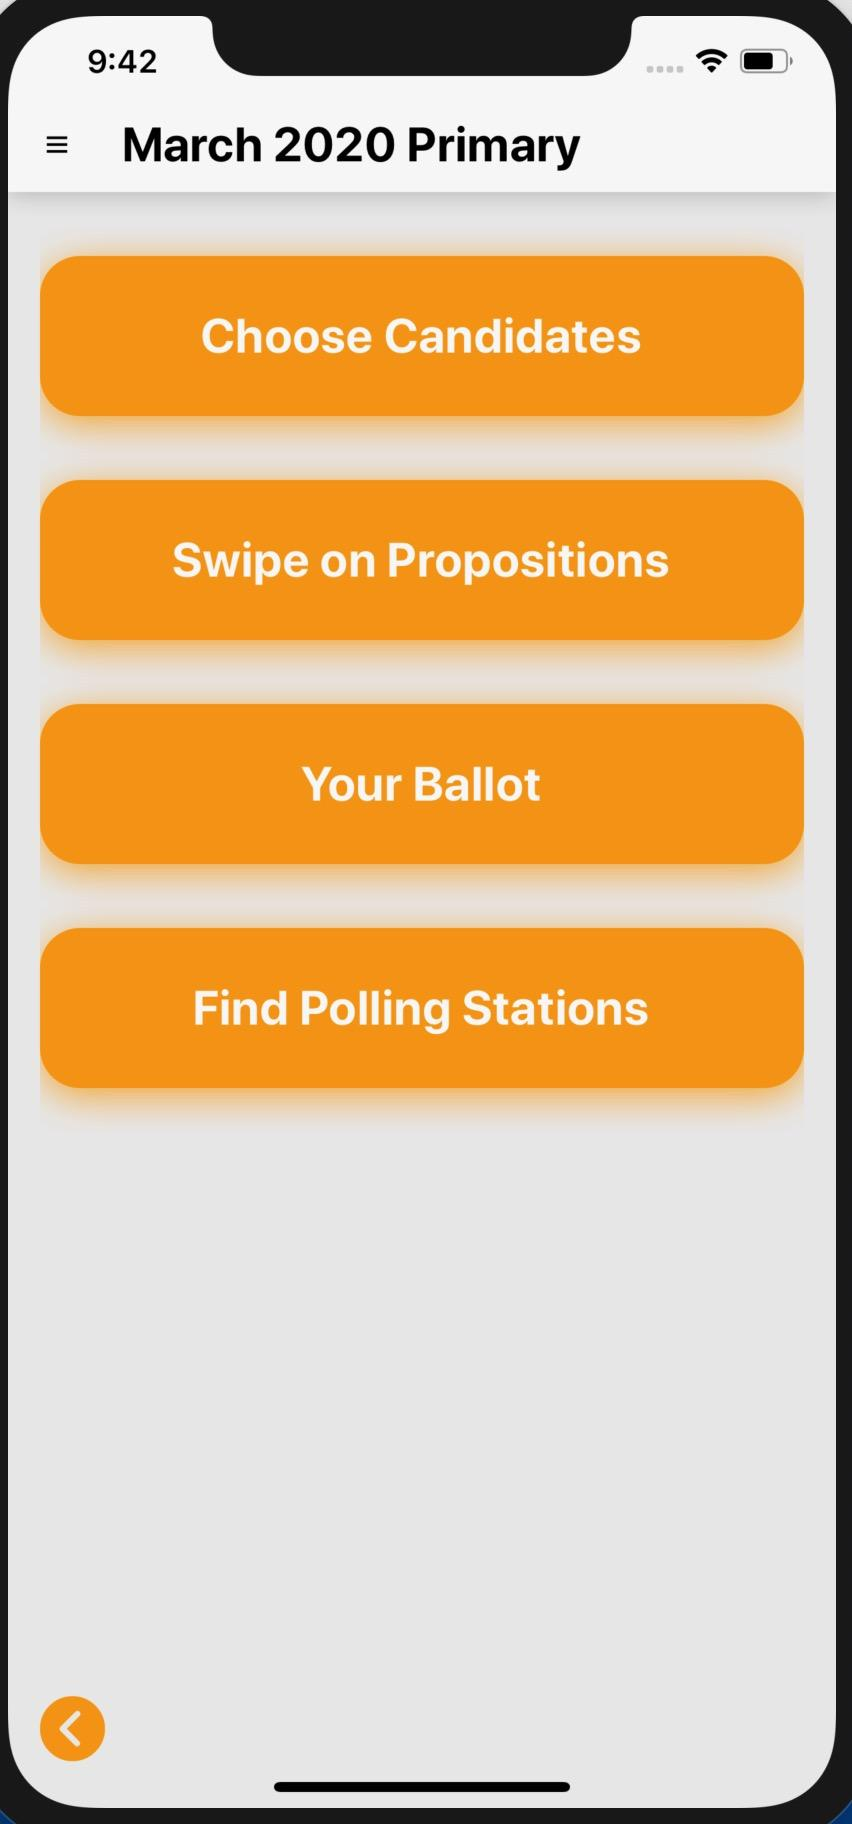 9:42
March 2020 Primary
Choose Candidates
Swipe on Propositions
Your Ballot
Find Polling Stations